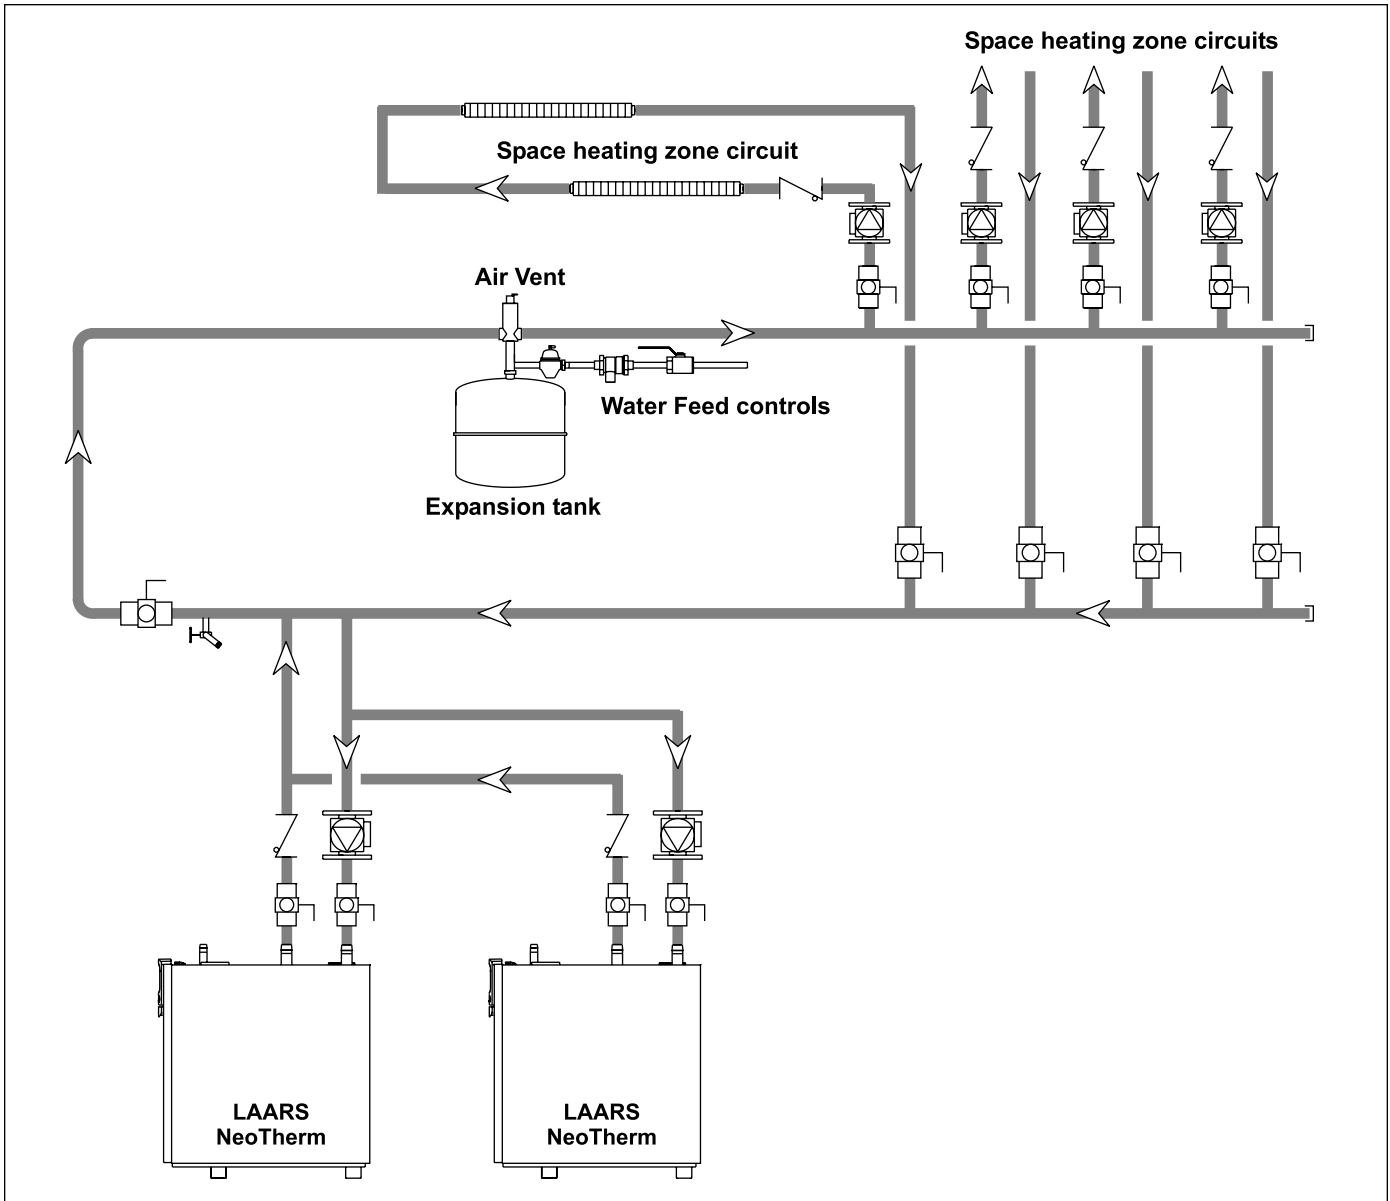 Space heating zone circuits
Space heating zone circuit
Air Vent
Water Feed controls
Expansion tank
LAARS
NeoTherm
LAARS
NeoTherm